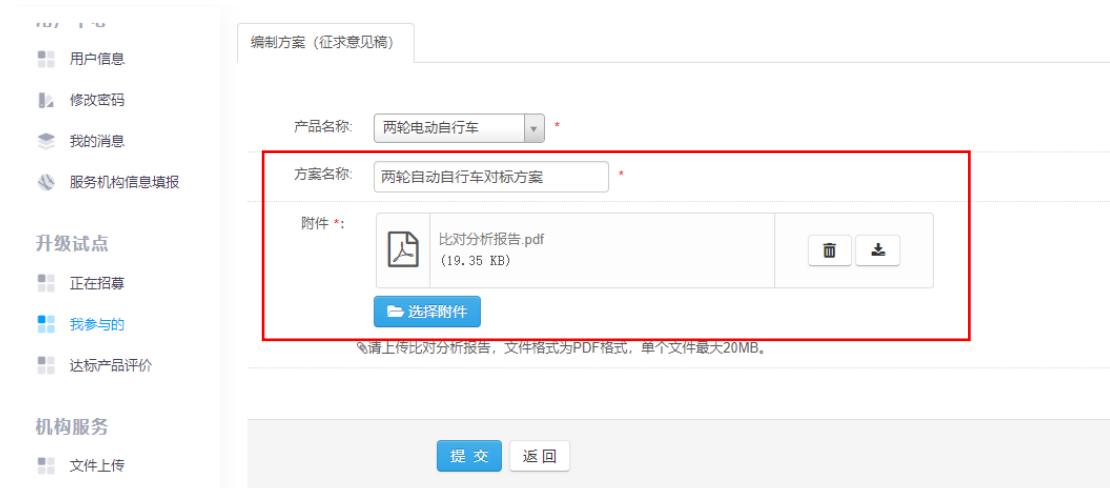 编制方案（征求意见稿）
用户信息
修改密码
我的消息
服务机构信息填报
升级试点
正在招募
我参与的
达标产品评价
机构服务
文件上传
产品名称: 两轮电动自行车 *
方案名称: 两轮自动自行车对标方案 *
附件 *:
比对分析报告.pdf
(19.35 KB)
选择附件
请上传比对分析报告，文件格式为PDF格式，单个文件最大20MB。
提 交 返 回